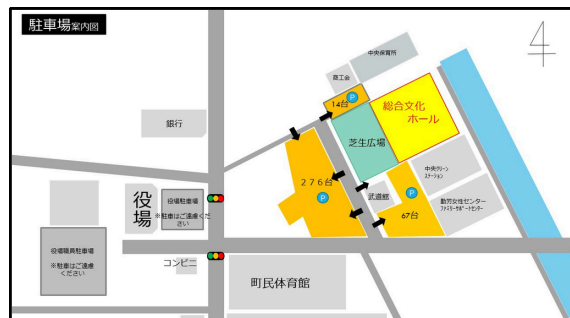 駐車場案内図
中央保育所
商工会
14台
P
総合文化
ホール
銀行
芝生広場
276台
P
P
中央クリーン
ステーション
役場
役場駐車場
※駐車はご遠慮くだ
さい
武道館
67台
勤労女性センター
ファミリーサポートセンター
役場職員駐車場
※駐車はご遠慮
ください
コンビニ
町民体育館